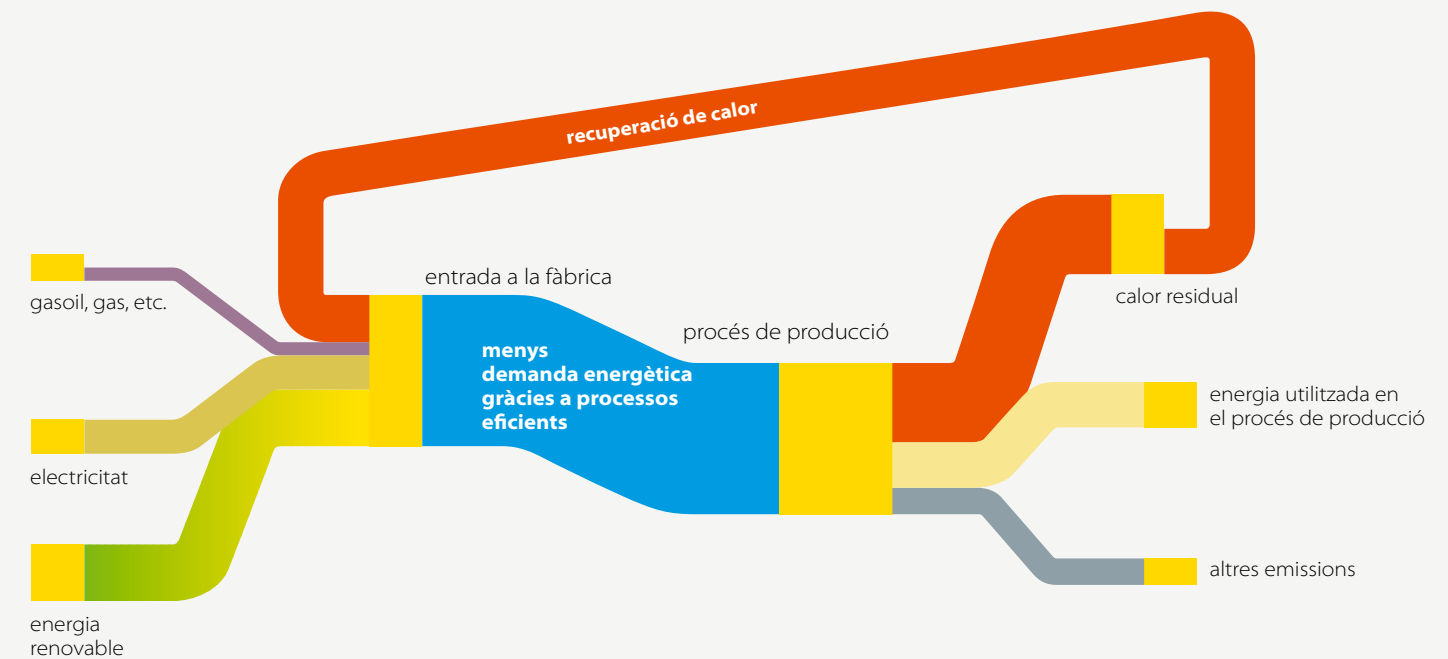 recuperació de calor
entrada a la fàbrica
gasoil, gas, etc.
calor residual
procés de producció
menys
demanda energètica
gràcies a processos
eficients
energia utilitzada en
el procés de producció
electricitat
altres emissions
energia
renovable